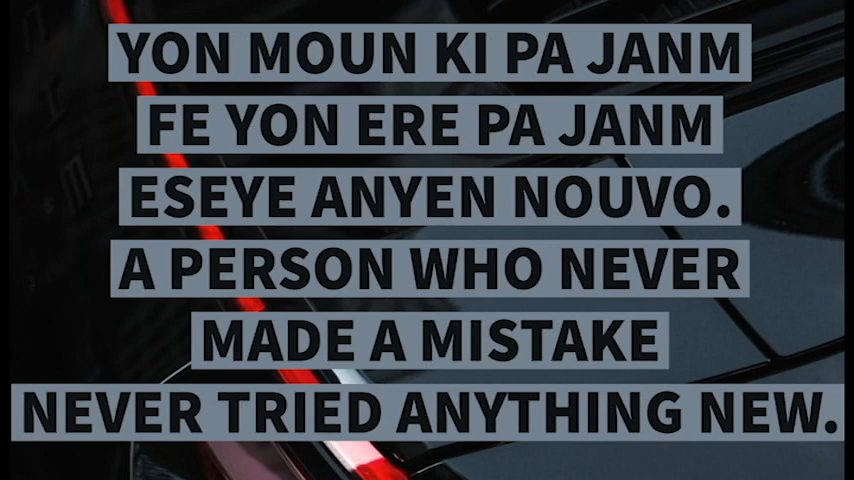 YON MOUN KI PA JANM
FE YON ERE PA JANM
ESEYE ANYEN NOUVO.
A PERSON WHO NEVER
MADE A MISTAKE
NEVER TRIED ANYTHING NEW.